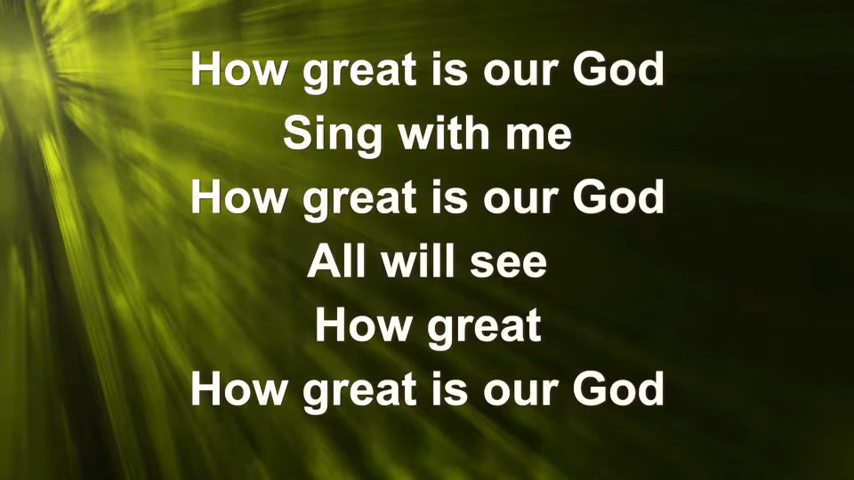 How great is our God
Sing with me
How great is our God
All will see
How great
How great is our God